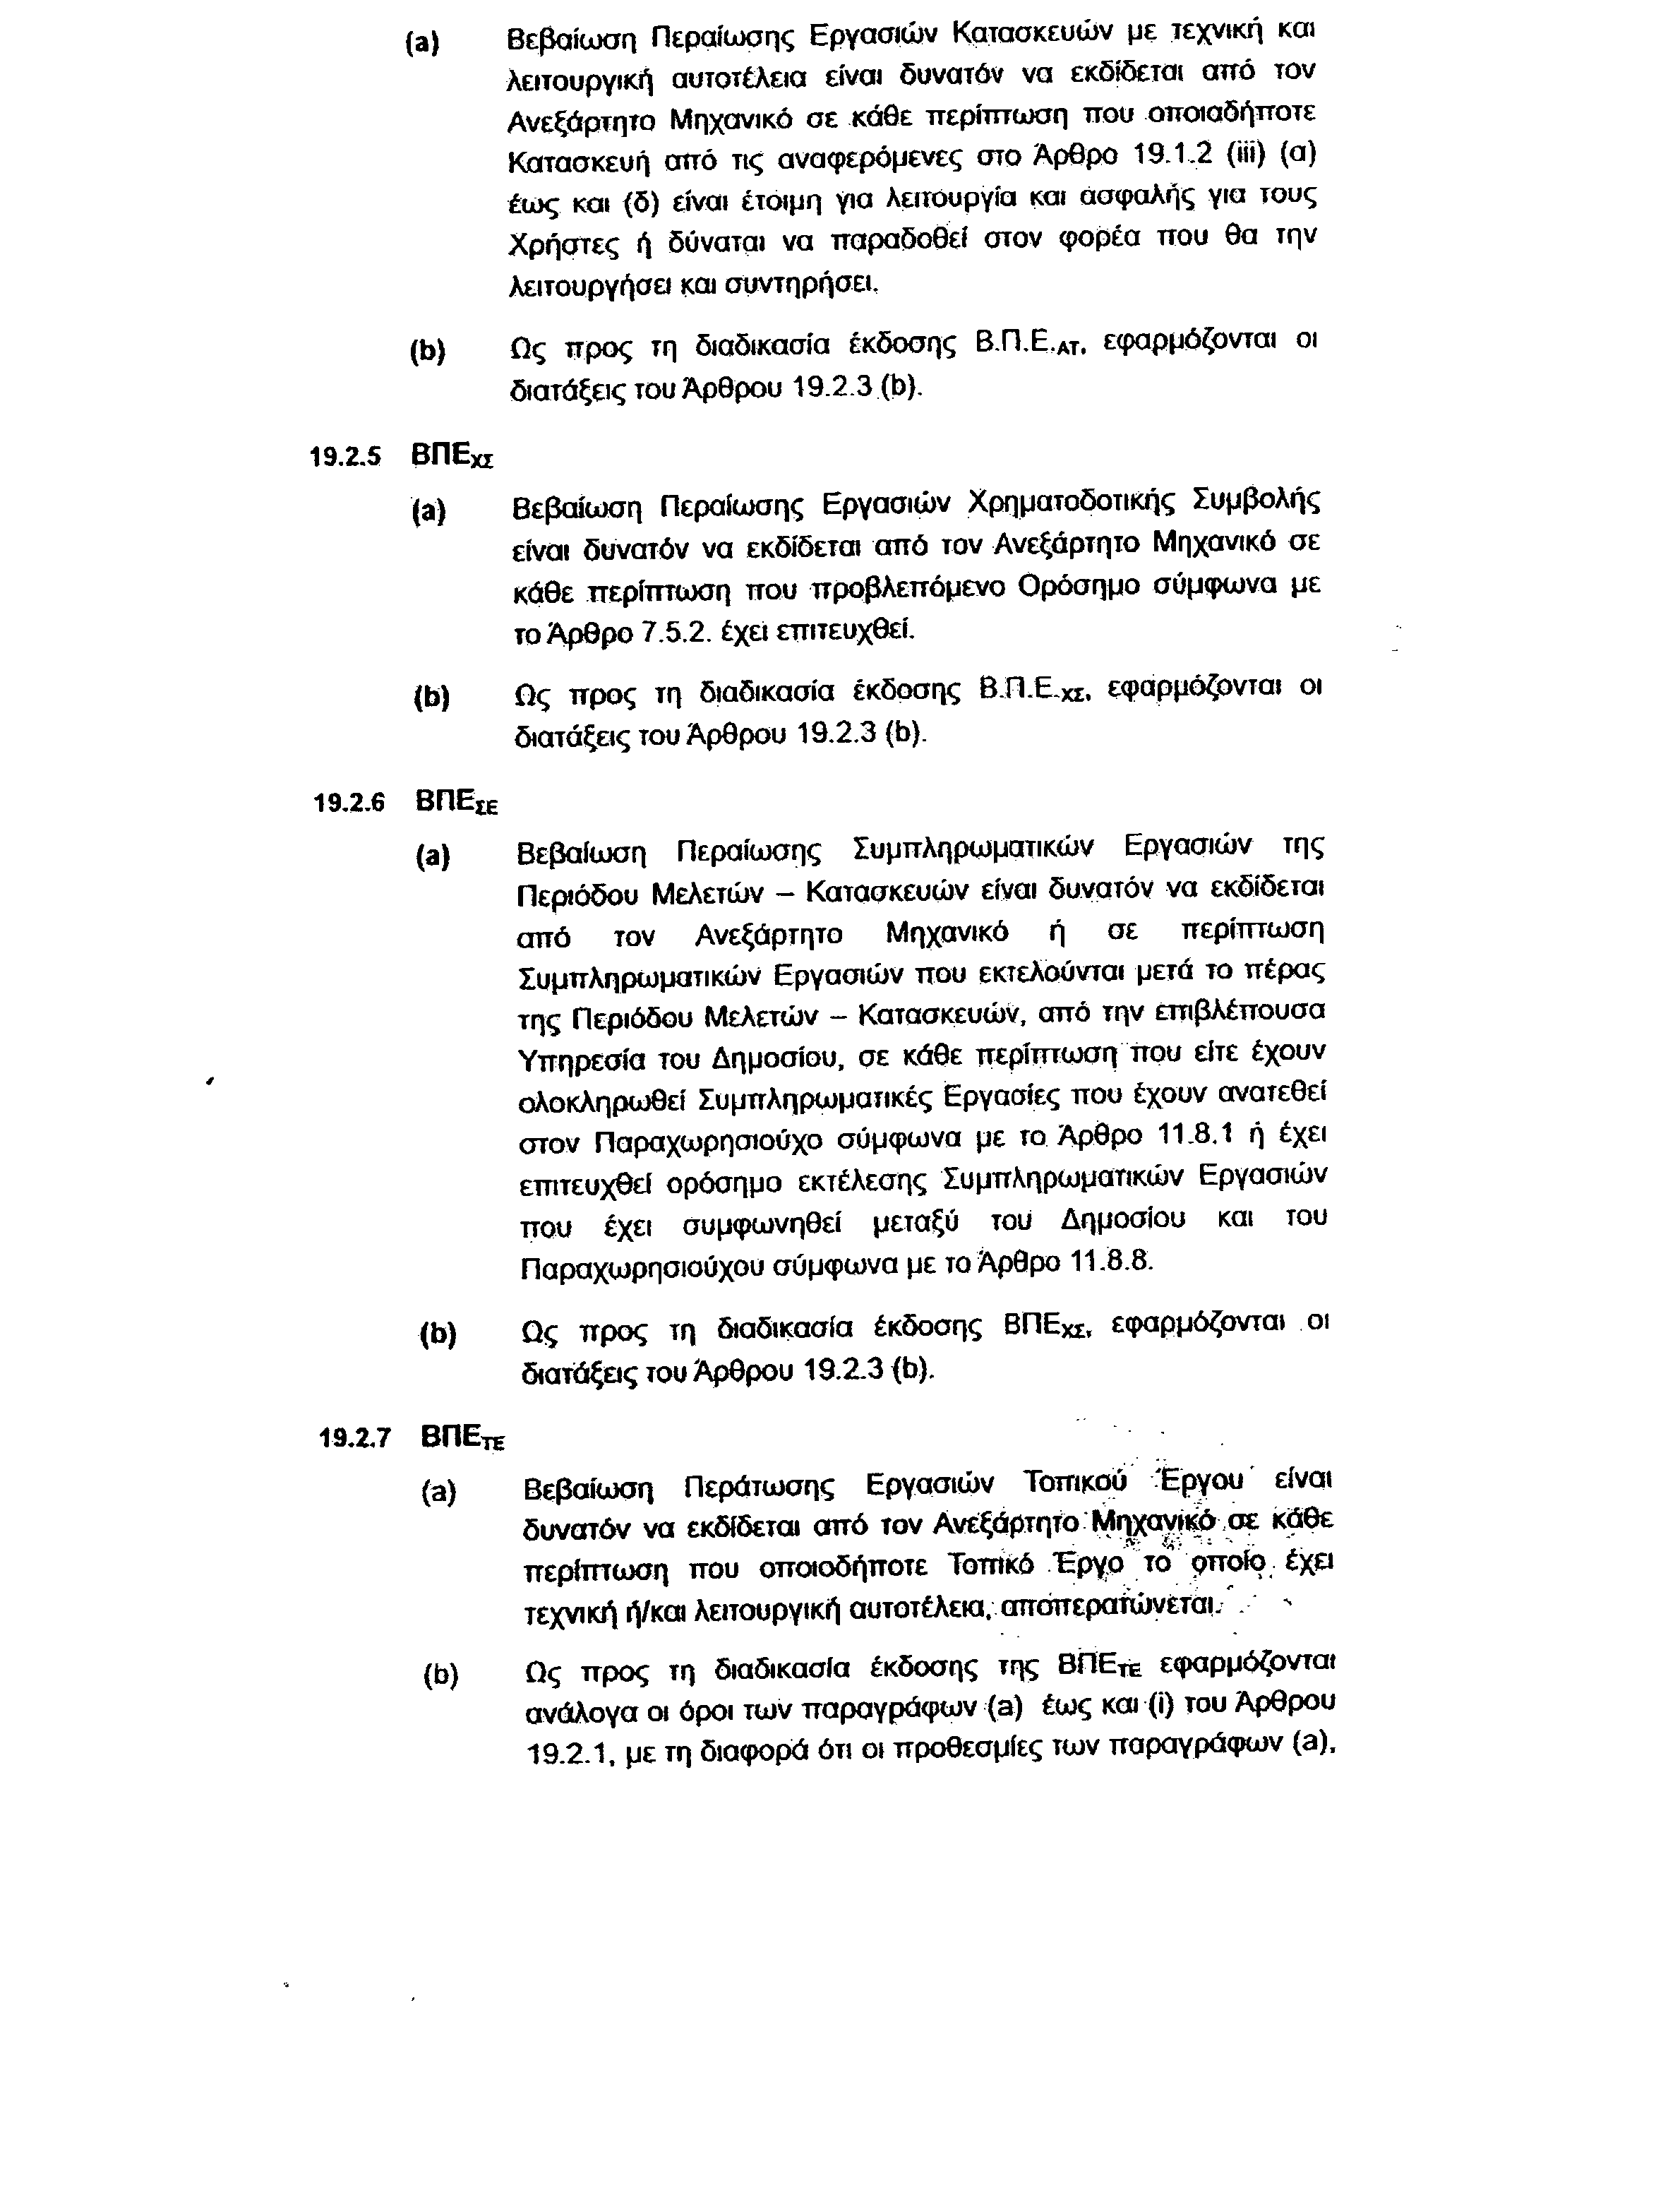 (a) Βεβαίωση Περαίωσης Εργασιών Κατασκευών με τεχνική και
λειτουργική αυτοτέλεια είναι δυνατόν να εκδίδεται από τον
Ανεξάρτητο Μηχανικό σε κάθε περίπτωση που οποιαδήποτε
Κατασκευή από τις αναφερόμενες στο Άρθρο 19.1.2 (iii) (α)
έως και (δ) είναι έτοιμη για λειτουργία και ασφαλής για τους
Χρήστες ή δύναται να παραδοθεί στον φορέα που θα την
λειτουργήσει και συντηρήσει.
(b) Ως προς τη διαδικασία έκδοσης Β.Π.Ε.ΑΤ, εφαρμόζονται οι
διατάξεις του Άρθρου 19.2.3 (b).
19.2.5 ΒΠΕΧΣ
(a) Βεβαίωση Περαίωσης Εργασιών Χρηματοδοτικής Συμβολής
είναι δυνατόν να εκδίδεται από τον Ανεξάρτητο Μηχανικό σε
κάθε περίπτωση που προβλεπόμενο Ορόσημο σύμφωνα με
το Άρθρο 7.5.2. έχει επιτευχθεί.
(b) Ως προς τη διαδικασία έκδοσης Β.Π.Ε.ΧΣ, εφαρμόζονται οι
διατάξεις του Άρθρου 19.2.3 (b).
19.2.6 ΒΠΕΣΕ
(a) Βεβαίωση Περαίωσης Συμπληρωματικών Εργασιών της
Περιόδου Μελετών – Κατασκευών είναι δυνατόν να εκδίδεται
από τον Ανεξάρτητο Μηχανικό ή σε περίπτωση
Συμπληρωματικών Εργασιών που εκτελούνται μετά το πέρας
της Περιόδου Μελετών – Κατασκευών, από την επιβλέπουσα
Υπηρεσία του Δημοσίου, σε κάθε περίπτωση που είτε έχουν
ολοκληρωθεί Συμπληρωματικές Εργασίες που έχουν ανατεθεί
στον Παραχωρησιούχο σύμφωνα με το Άρθρο 11.8.1 ή έχει
επιτευχθεί ορόσημο εκτέλεσης Συμπληρωματικών Εργασιών
που έχει συμφωνηθεί μεταξύ του Δημοσίου και του
Παραχωρησιούχου σύμφωνα με το Άρθρο 11.8.8.
(b) Ως προς τη διαδικασία έκδοσης ΒΠΕΧΣ, εφαρμόζονται οι
διατάξεις του Άρθρου 19.2.3 (b).
19.2.7 ΒΠΕΤΕ
(a) Βεβαίωση Περάτωσης Εργασιών Τοπικού Έργου είναι
δυνατόν να εκδίδεται από τον Ανεξάρτητο Μηχανικό σε κάθε
περίπτωση που οποιοδήποτε Τοπικό Έργο το οποίο έχει
τεχνική ή/και λειτουργική αυτοτέλεια, αποπερατώνεται.
(b) Ως προς τη διαδικασία έκδοσης της ΒΠΕΤΕ εφαρμόζονται
ανάλογα οι όροι των παραγράφων (a) έως και (i) του Άρθρου
19.2.1, με τη διαφορά ότι οι προθεσμίες των παραγράφων (a),